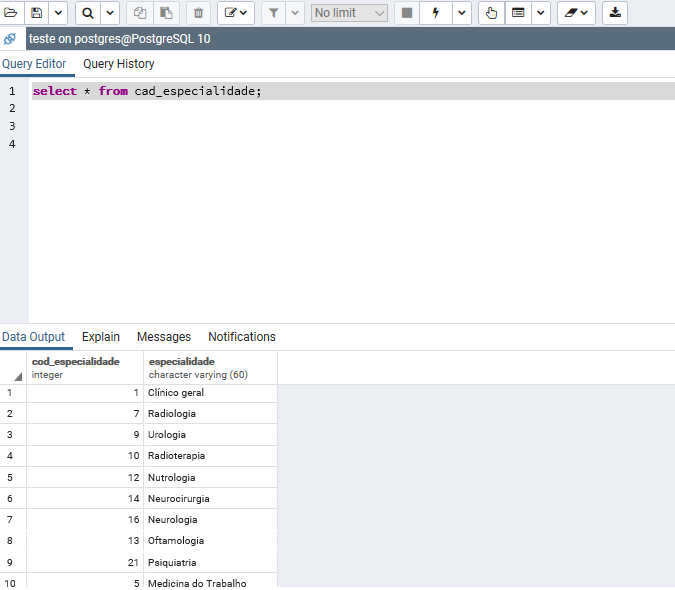 No limit
teste on postgres@PostgreSQL 10
Query Editor Query History
1 select * from cad_especialidade;
2
3
4
Data Output Explain Messages Notifications
cod_especialidade especialidade
integer character varying (60)
1 1 Clínico geral
2 7 Radiologia
3 9 Urologia
4 10 Radioterapia
5 12 Nutrologia
6 14 Neurocirurgia
7 16 Neurologia
8 13 Oftamologia
9 21 Psiquiatria
10 5 Medicina do Trabalho